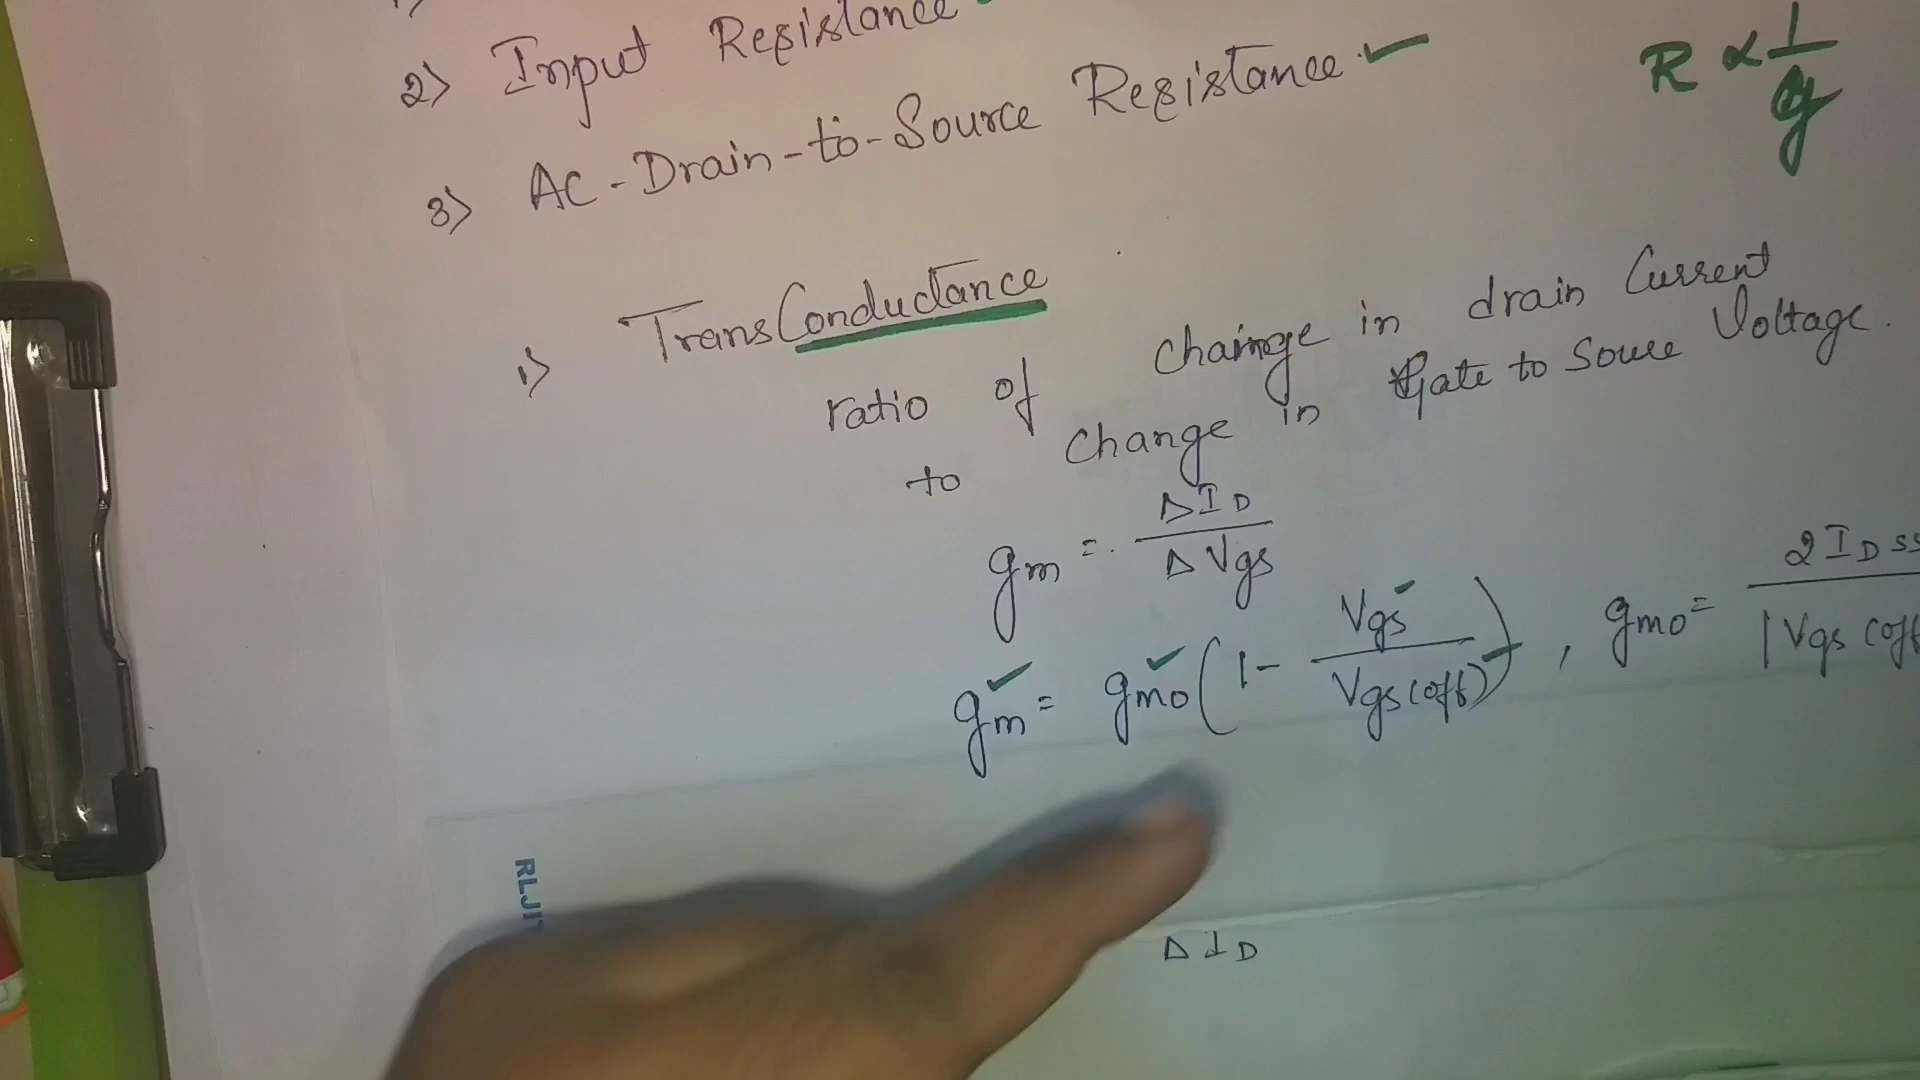 2) Input Resistance
3) AC-Drain-to-Source Resistance ✓
R ∝ 1/g
1) TransConductance
ratio of change in drain Current
to change in Gate to Source Voltage.
gm = ΔID / ΔVgs
gm = gmo (1 - Vgs / Vgs(off)), gmo = 2IDSS / |Vgs(off
RLJIT
ΔID